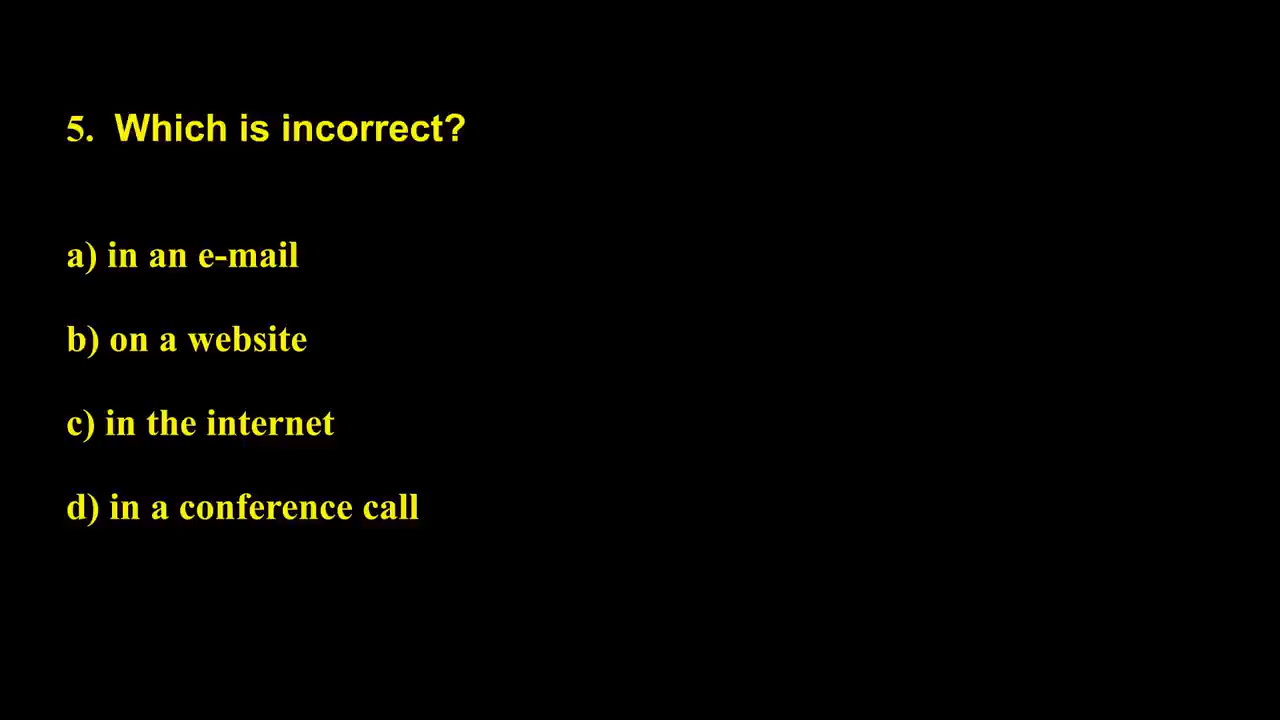 5. Which is incorrect?
a) in an e-mail
b) on a website
c) in the internet
d) in a conference call